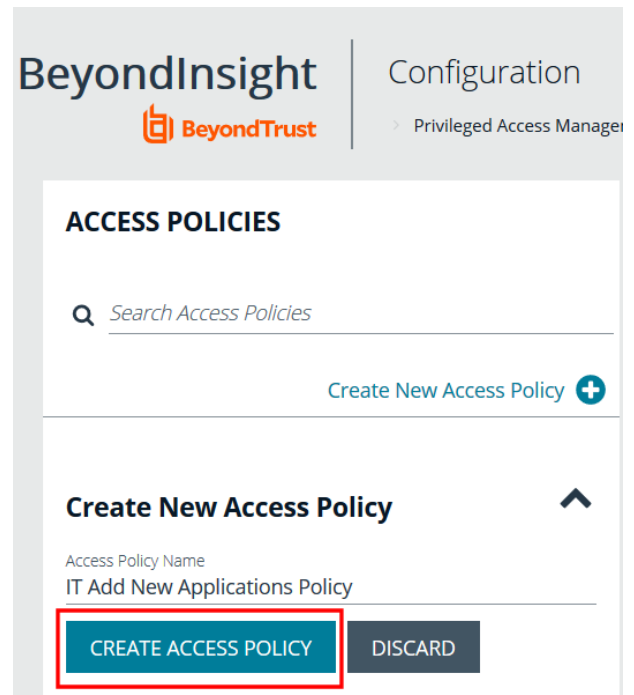 BeyondInsight
BeyondTrust
Configuration
Privileged Access Manager
ACCESS POLICIES
Search Access Policies
Create New Access Policy
Create New Access Policy
Access Policy Name
IT Add New Applications Policy
CREATE ACCESS POLICY
DISCARD